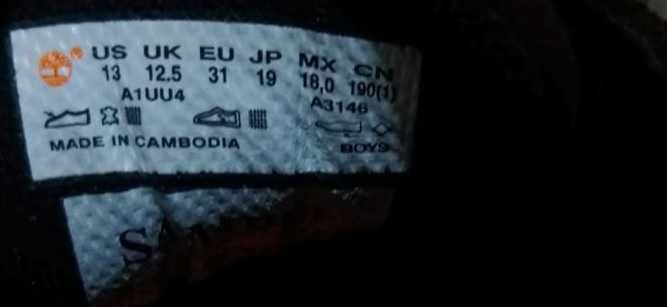 US UK EU JP MX CN
13 12.5 31 19 18,0 190(1)
A1UU4 A3146
MADE IN CAMBODIA BOYS